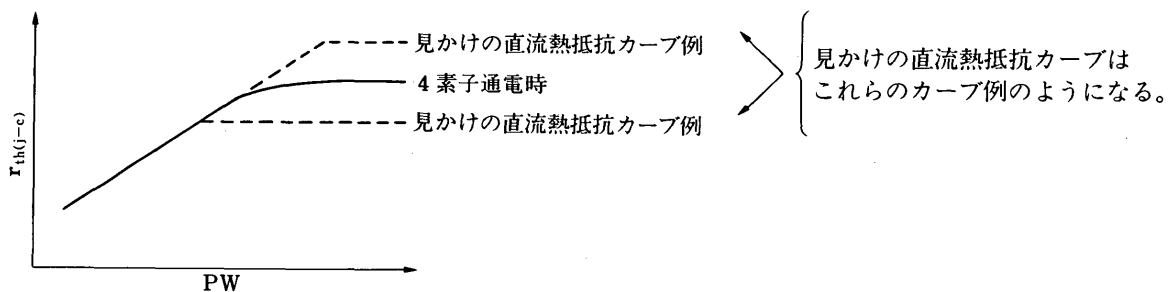 見かけの直流熱抵抗カーブ例
4素子通電時
見かけの直流熱抵抗カーブ例
見かけの直流熱抵抗カーブは
これらのカーブ例のようになる。
rth(j-c)
PW